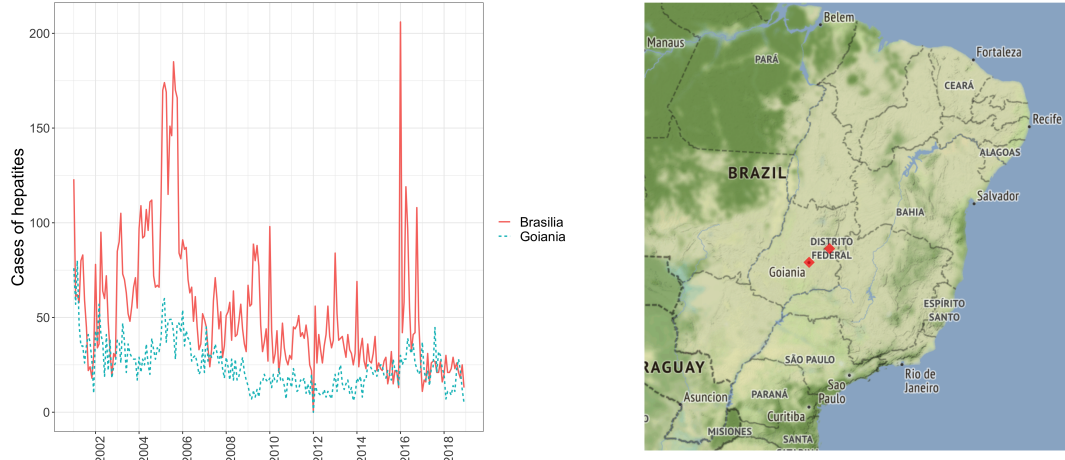 200
150
100
50
0
Cases of hepatites
2002
2004
2006
2008
2010
2012
2014
2016
2018
Brasilia
Goiania
Belem
Manaus
PARÁ
Fortaleza
CEARÁ
Recife
ALAGOAS
BRAZIL
Salvador
BAHIA
DISTRITO
FEDERAL
Goiania
ESPÍRITO
SANTO
SÃO PAULO
RAGUAY
Rio de
Janeiro
São
Paulo
PARANÁ
Asuncion
Curitiba
MISIONES
SANTA